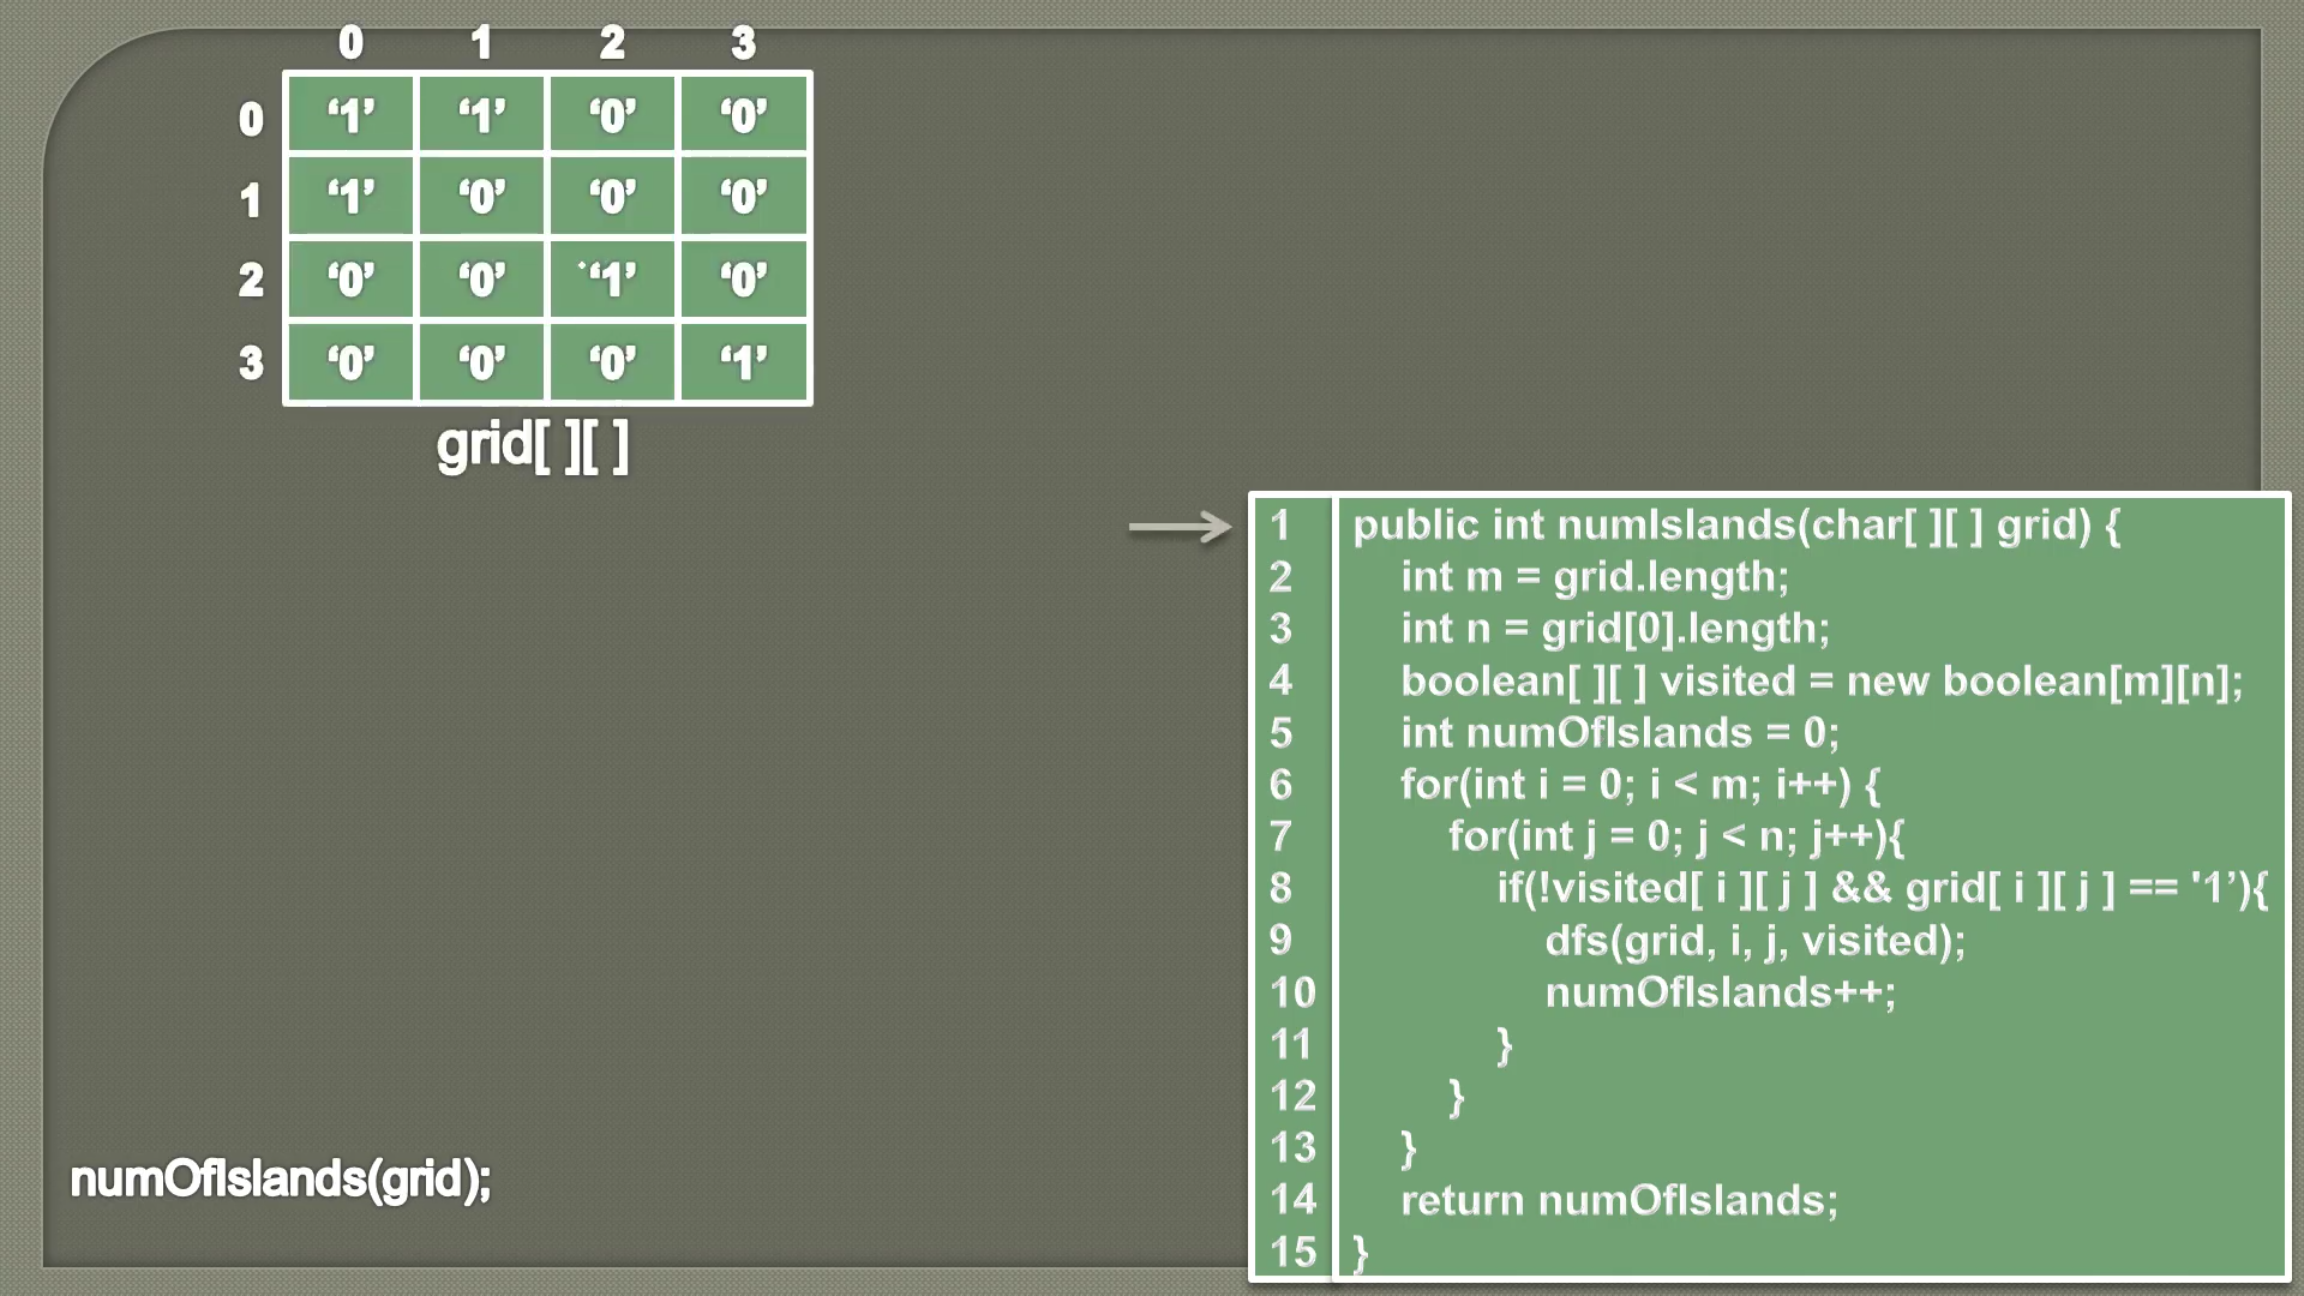 0 1 2 3
0 ‘1’ ‘1’ ‘0’ ‘0’
1 ‘1’ ‘0’ ‘0’ ‘0’
2 ‘0’ ‘0’ ‘1’ ‘0’
3 ‘0’ ‘0’ ‘0’ ‘1’
grid[ ][ ]
1 public int numIslands(char[ ][ ] grid) {
2 int m = grid.length;
3 int n = grid[0].length;
4 boolean[ ][ ] visited = new boolean[m][n];
5 int numOfIslands = 0;
6 for(int i = 0; i < m; i++) {
7 for(int j = 0; j < n; j++){
8 if(!visited[ i ][ j ] && grid[ i ][ j ] == '1’){
9 dfs(grid, i, j, visited);
10 numOfIslands++;
11 }
12 }
13 }
14 return numOfIslands;
15 }
numOfIslands(grid);